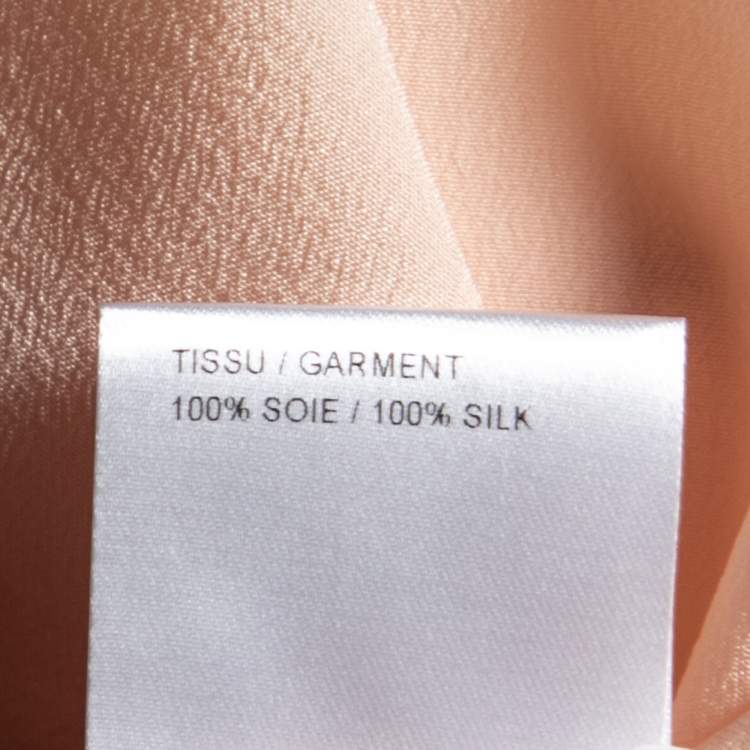 TISSU / GARMENT
100% SOIE / 100% SILK